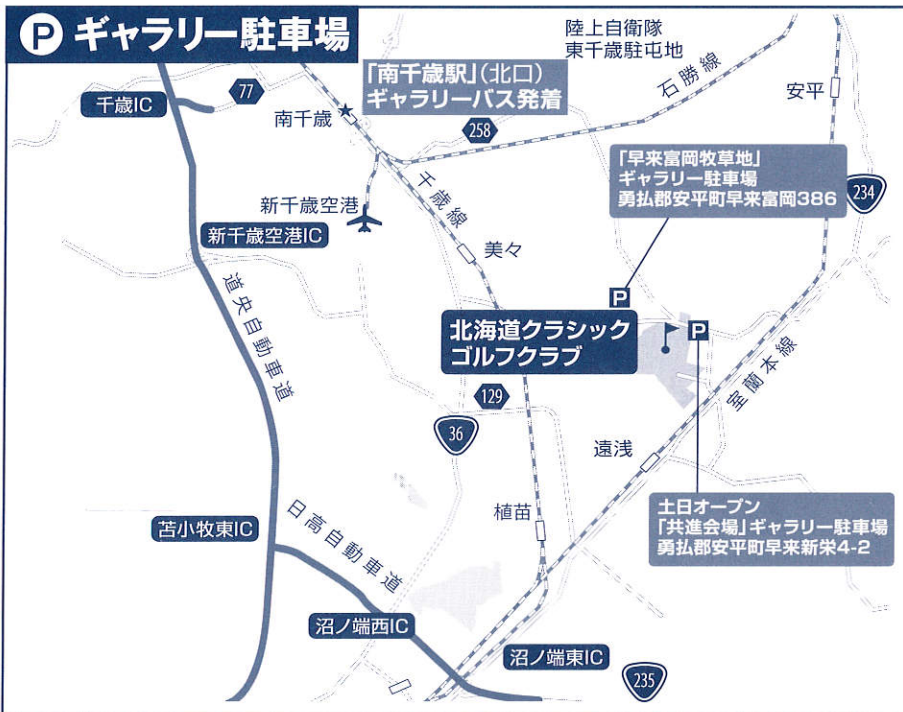 P ギャラリー駐車場
陸上自衛隊
東千歳駐屯地
「南千歳駅」(北口)
ギャラリーバス発着
石勝線
安平
千歳IC
77
南千歳
258
「早来富岡牧草地」
ギャラリー駐車場
勇払郡安平町早来富岡386
234
千歳線
新千歳空港
新千歳空港IC
美々
P
道央自動車道
北海道クラシック
ゴルフクラブ
P
室蘭本線
129
36
遠浅
植苗
土日オープン
「共進会場」ギャラリー駐車場
勇払郡安平町早来新栄4-2
苫小牧東IC
日高自動車道
沼ノ端西IC
沼ノ端東IC
235